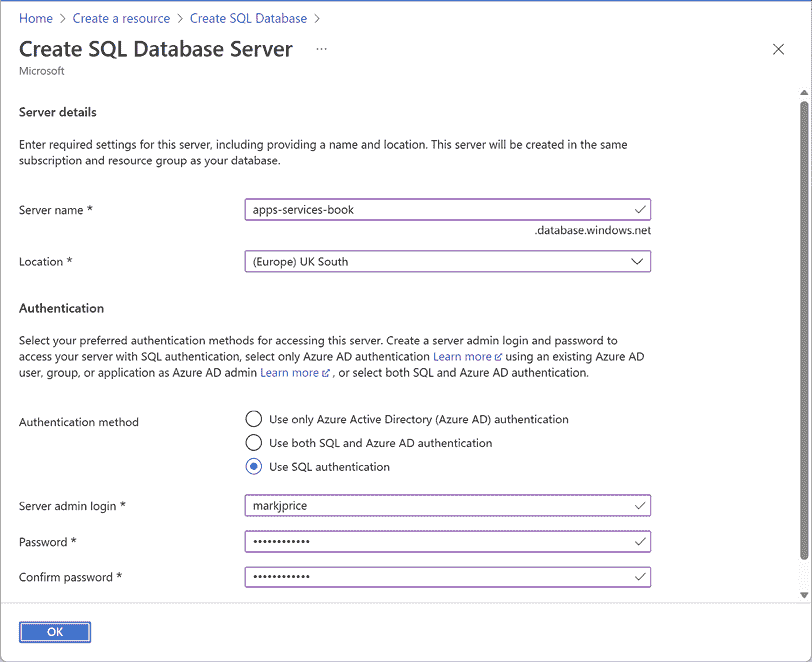 Home > Create a resource > Create SQL Database >
Create SQL Database Server ...
Microsoft
Server details
Enter required settings for this server, including providing a name and location. This server will be created in the same
subscription and resource group as your database.
Server name *
apps-services-book
.database.windows.net
Location *
(Europe) UK South
Authentication
Select your preferred authentication methods for accessing this server. Create a server admin login and password to
access your server with SQL authentication, select only Azure AD authentication Learn more using an existing Azure AD
user, group, or application as Azure AD admin Learn more , or select both SQL and Azure AD authentication.
Authentication method
Use only Azure Active Directory (Azure AD) authentication
Use both SQL and Azure AD authentication
Use SQL authentication
Server admin login *
markjprice
Password *
••••••••••••
Confirm password *
••••••••••••
OK